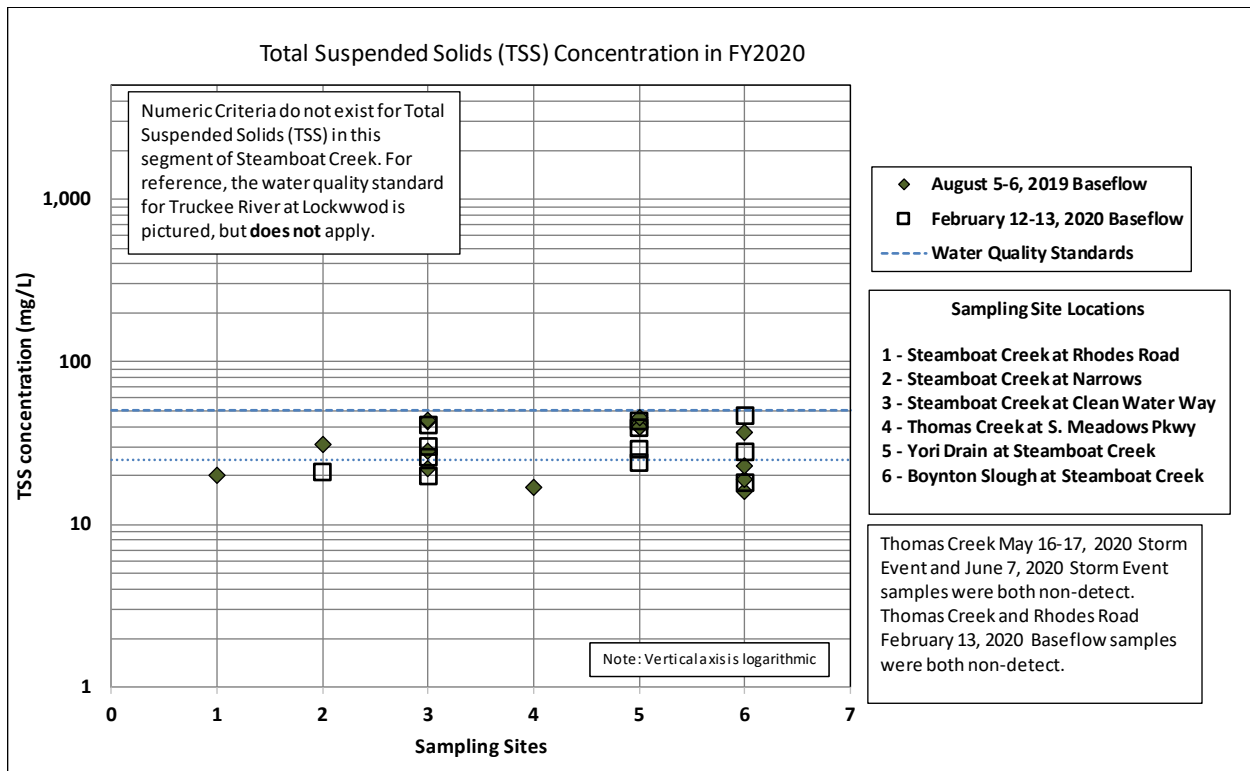 Total Suspended Solids (TSS) Concentration in FY2020
Numeric Criteria do not exist for Total
Suspended Solids (TSS) in this
segment of Steamboat Creek. For
reference, the water quality standard
for Truckee River at Lockwwod is
pictured, but does not apply.
TSS concentration (mg/L)
1,000
100
10
1
0 1 2 3 4 5 6 7
Sampling Sites
Note: Vertical axis is logarithmic
August 5-6, 2019 Baseflow
February 12-13, 2020 Baseflow
Water Quality Standards
Sampling Site Locations
1 - Steamboat Creek at Rhodes Road
2 - Steamboat Creek at Narrows
3 - Steamboat Creek at Clean Water Way
4 - Thomas Creek at S. Meadows Pkwy
5 - Yori Drain at Steamboat Creek
6 - Boynton Slough at Steamboat Creek
Thomas Creek May 16-17, 2020 Storm
Event and June 7, 2020 Storm Event
samples were both non-detect.
Thomas Creek and Rhodes Road
February 13, 2020 Baseflow samples
were both non-detect.